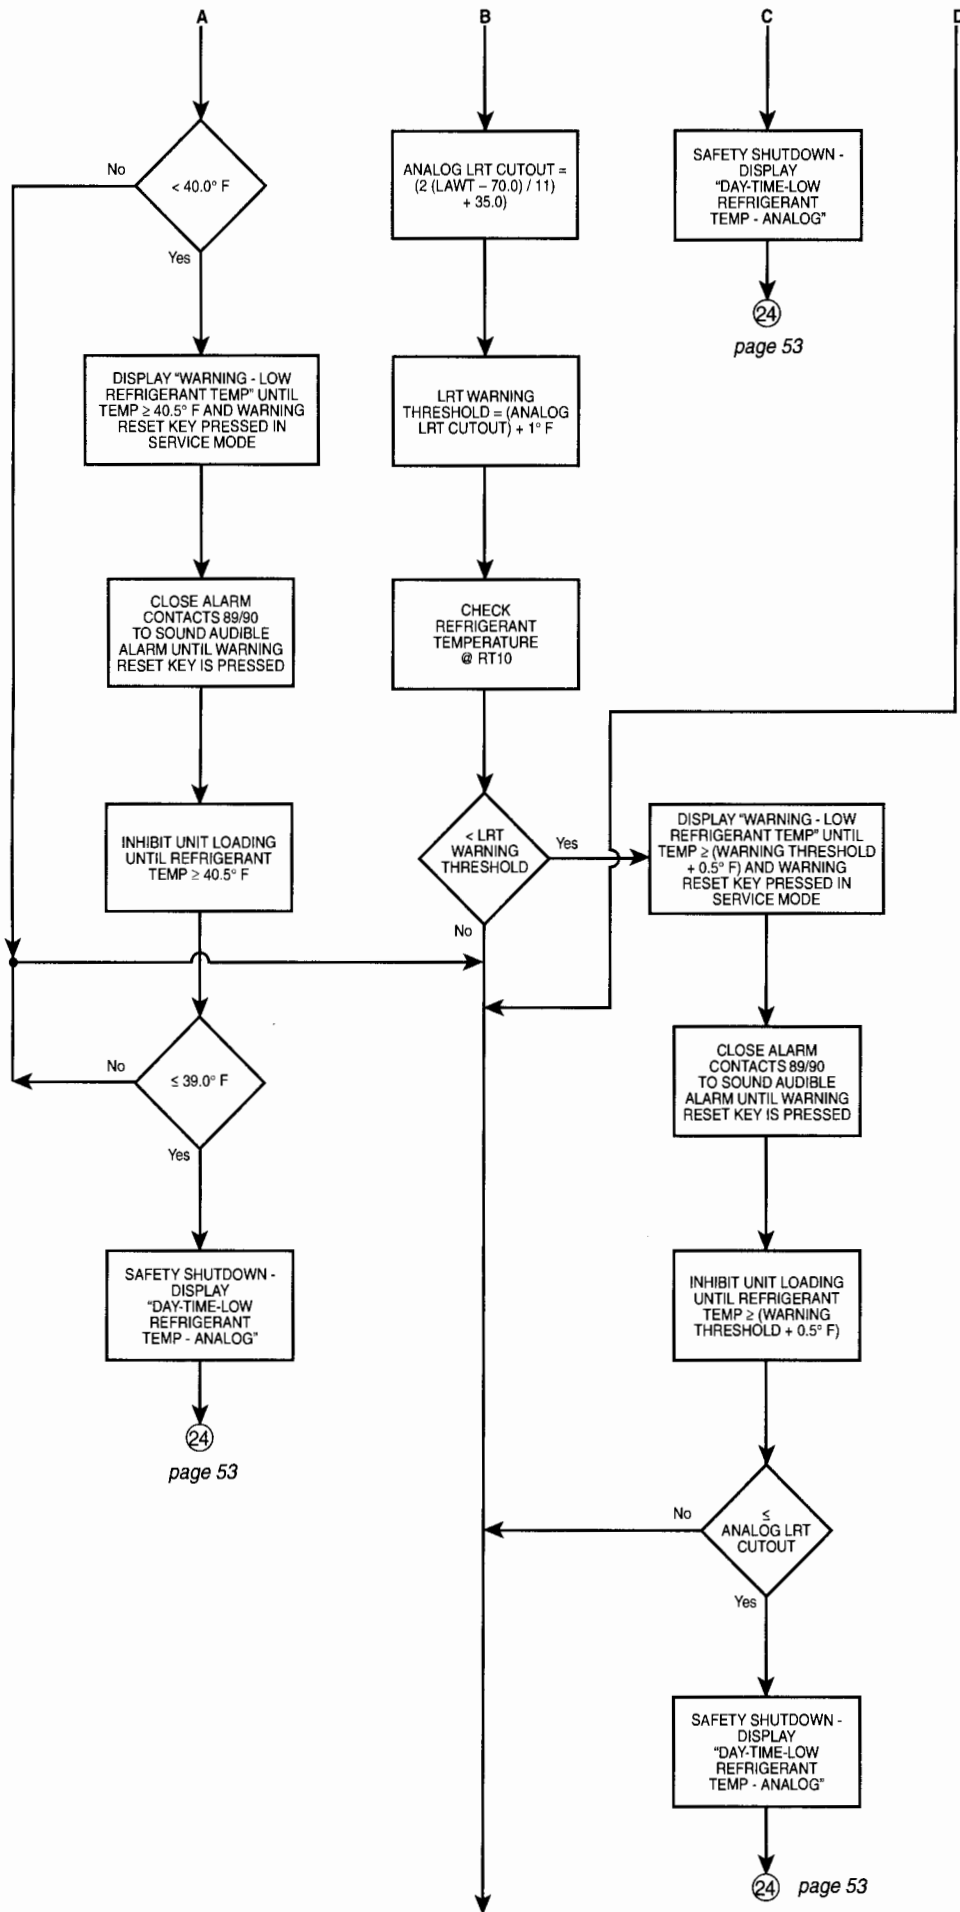 A
B
C
D
No
< 40.0° F
Yes
DISPLAY "WARNING - LOW
REFRIGERANT TEMP" UNTIL
TEMP ≥ 40.5° F AND WARNING
RESET KEY PRESSED IN
SERVICE MODE
CLOSE ALARM
CONTACTS 89/90
TO SOUND AUDIBLE
ALARM UNTIL WARNING
RESET KEY IS PRESSED
INHIBIT UNIT LOADING
UNTIL REFRIGERANT
TEMP ≥ 40.5° F
No
≤ 39.0° F
Yes
SAFETY SHUTDOWN -
DISPLAY
"DAY-TIME-LOW
REFRIGERANT
TEMP - ANALOG"
24
page 53
ANALOG LRT CUTOUT =
(2 (LAWT – 70.0) / 11)
+ 35.0)
LRT WARNING
THRESHOLD = (ANALOG
LRT CUTOUT) + 1° F
CHECK
REFRIGERANT
TEMPERATURE
@ RT10
< LRT
WARNING
THRESHOLD
Yes
No
SAFETY SHUTDOWN -
DISPLAY
"DAY-TIME-LOW
REFRIGERANT
TEMP - ANALOG"
24
page 53
DISPLAY "WARNING - LOW
REFRIGERANT TEMP" UNTIL
TEMP ≥ (WARNING THRESHOLD
+ 0.5° F) AND WARNING
RESET KEY PRESSED IN
SERVICE MODE
CLOSE ALARM
CONTACTS 89/90
TO SOUND AUDIBLE
ALARM UNTIL WARNING
RESET KEY IS PRESSED
INHIBIT UNIT LOADING
UNTIL REFRIGERANT
TEMP ≥ (WARNING
THRESHOLD + 0.5° F)
No
≤
ANALOG LRT
CUTOUT
Yes
SAFETY SHUTDOWN -
DISPLAY
"DAY-TIME-LOW
REFRIGERANT
TEMP - ANALOG"
24 page 53